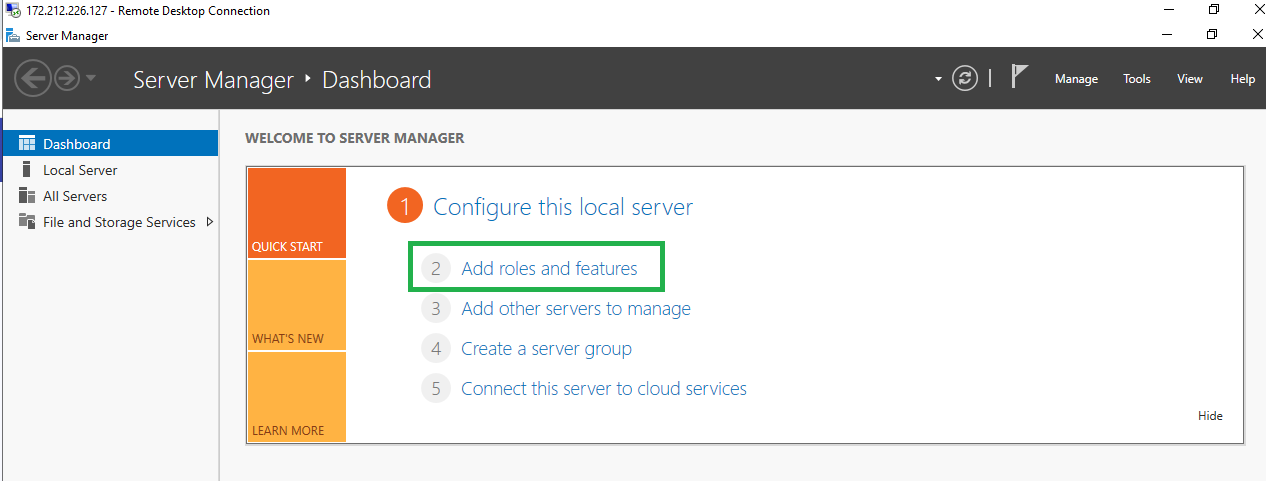 172.212.226.127 - Remote Desktop Connection
Server Manager
Server Manager ‣ Dashboard
Manage Tools View Help
Dashboard
Local Server
All Servers
File and Storage Services
WELCOME TO SERVER MANAGER
QUICK START
WHAT'S NEW
LEARN MORE
1 Configure this local server
2 Add roles and features
3 Add other servers to manage
4 Create a server group
5 Connect this server to cloud services
Hide